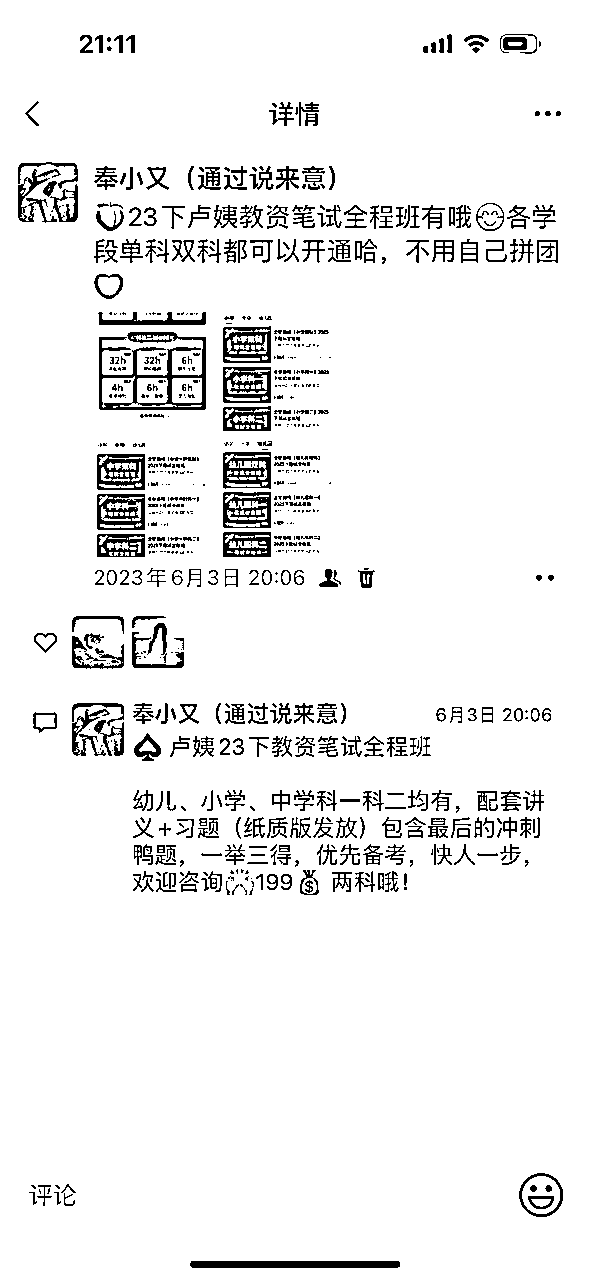 21:11
详情
奉小又（通过说来意）
23下卢姨教资笔试全程班有哦😊各学
段单科双科都可以开通哈，不用自己拼团
32h 32h 6h
4h 6h 6h
2023年6月3日 20:06
奉小又（通过说来意）
6月3日 20:06
♠️卢姨23下教资笔试全程班
幼儿、小学、中学科一科二均有，配套讲
义+习题（纸质版发放）包含最后的冲刺
鸭题，一举三得，优先备考，快人一步，
欢迎咨询199💰 两科哦！
评论